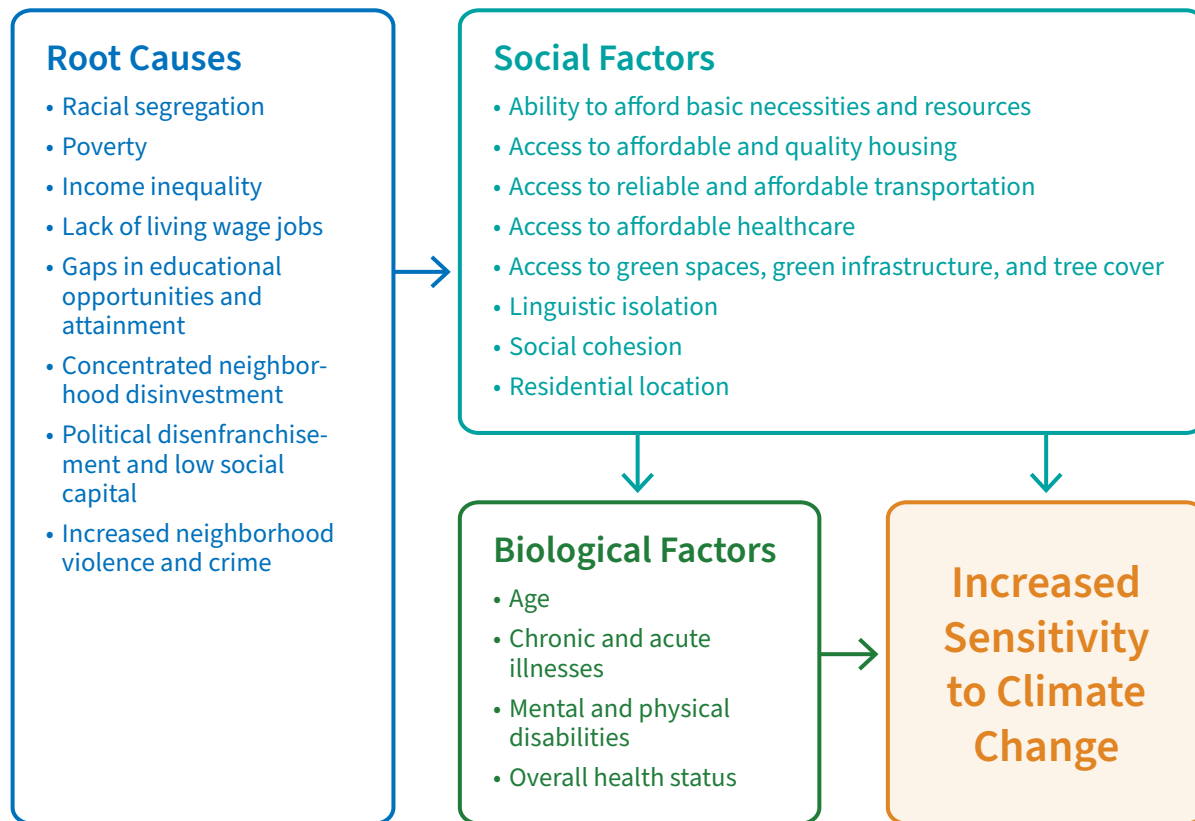 Root Causes
• Racial segregation
• Poverty
• Income inequality
• Lack of living wage jobs
• Gaps in educational
opportunities and
attainment
• Concentrated neighbor-
hood disinvestment
• Political disenfranchise-
ment and low social
capital
• Increased neighborhood
violence and crime
Social Factors
• Ability to afford basic necessities and resources
• Access to affordable and quality housing
• Access to reliable and affordable transportation
• Access to affordable healthcare
• Access to green spaces, green infrastructure, and tree cover
• Linguistic isolation
• Social cohesion
• Residential location
Biological Factors
• Age
• Chronic and acute
illnesses
• Mental and physical
disabilities
• Overall health status
Increased
Sensitivity
to Climate
Change